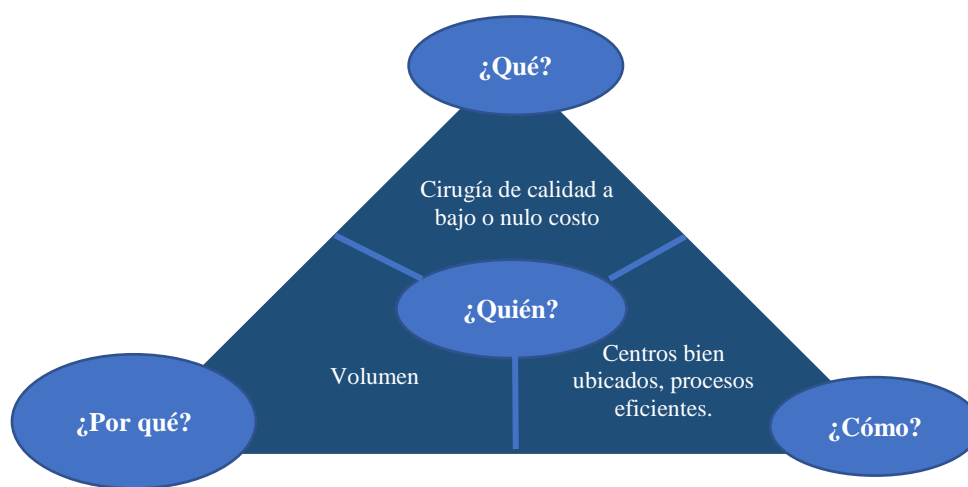 ¿Qué?
Cirugía de calidad a
bajo o nulo costo
¿Quién?
Volumen
Centros bien
ubicados, procesos
eficientes.
¿Por qué?
¿Cómo?